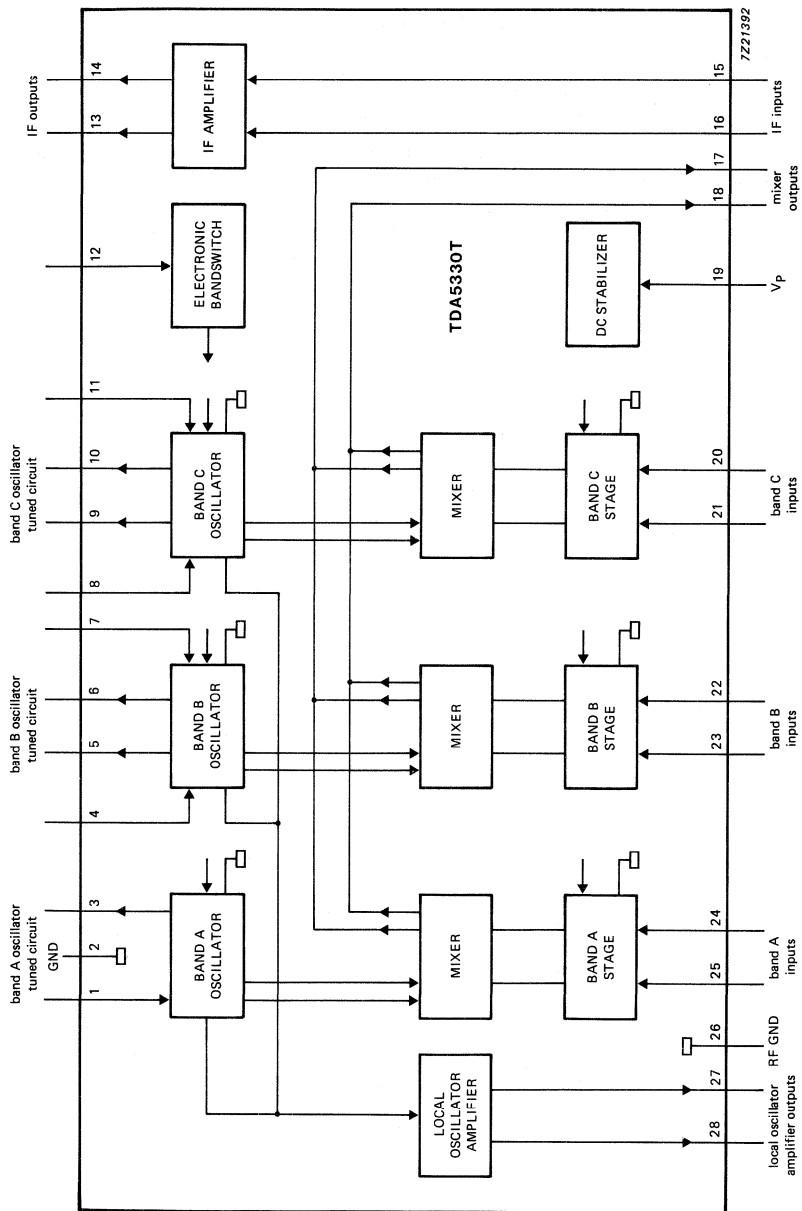 band A oscillator
tuned circuit
GND
band B oscillator
tuned circuit
band C oscillator
tuned circuit
IF outputs
1
2
3
4
5
6
7
8
9
10
11
12
13
14
BAND A
OSCILLATOR
BAND B
OSCILLATOR
BAND C
OSCILLATOR
ELECTRONIC
BANDSWITCH
IF AMPLIFIER
LOCAL
OSCILLATOR
AMPLIFIER
MIXER
MIXER
MIXER
TDA5330T
BAND A
STAGE
BAND B
STAGE
BAND C
STAGE
DC STABILIZER
28
27
26
25
24
23
22
21
20
19
18
17
16
15
local oscillator
amplifier outputs
RF GND
band A
inputs
band B
inputs
band C
inputs
VP
mixer
outputs
IF inputs
7Z21392